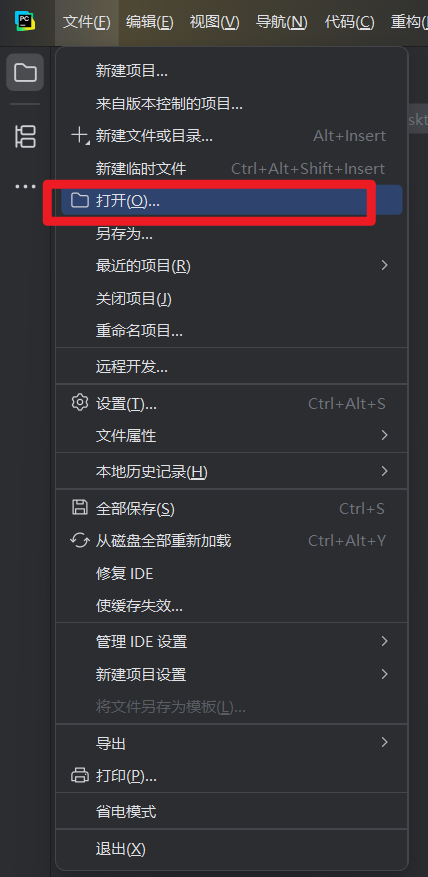 PC
文件(F) 编辑(E) 视图(V) 导航(N) 代码(C) 重构(
新建项目...
来自版本控制的项目...
新建文件或目录... Alt+Insert
新建临时文件 Ctrl+Alt+Shift+Insert
打开(O)...
另存为...
最近的项目(R)
关闭项目(J)
重命名项目...
远程开发...
设置(T)... Ctrl+Alt+S
文件属性
本地历史记录(H)
全部保存(S) Ctrl+S
从磁盘全部重新加载 Ctrl+Alt+Y
修复 IDE
使缓存失效...
管理 IDE 设置
新建项目设置
将文件另存为模板(L)...
导出
打印(P)...
省电模式
退出(X)
skt